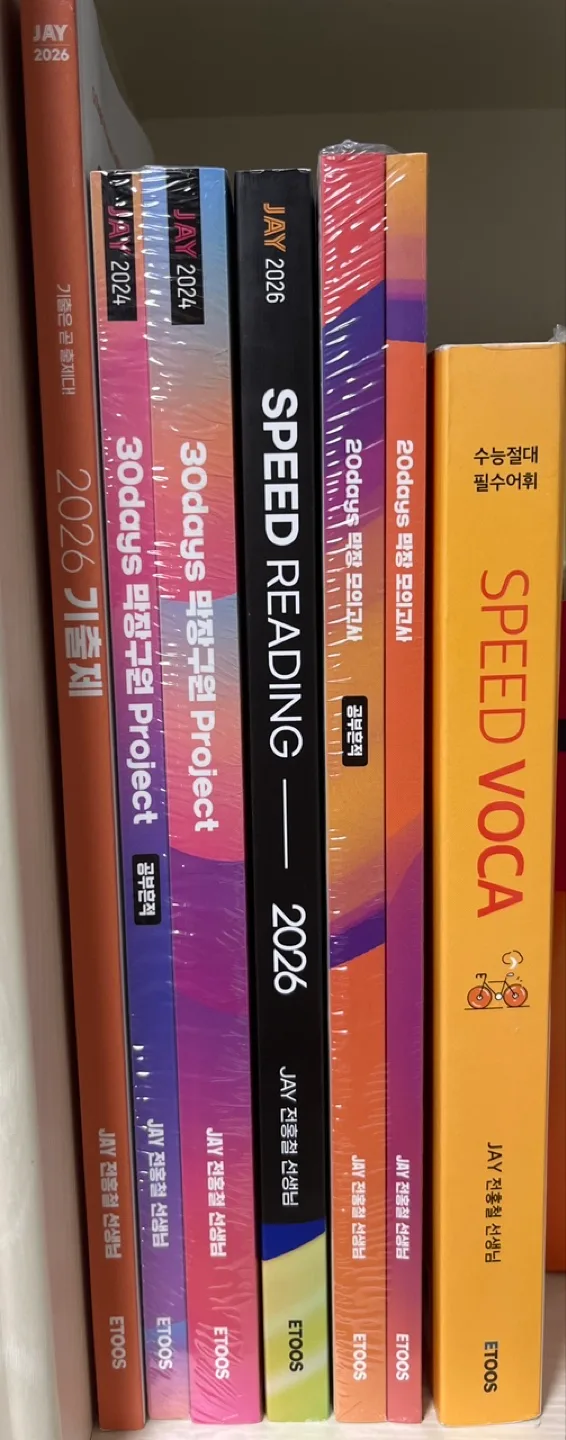 JAY
2026
기출은 곧 출제다!
2026 기출제
JAY 전홍철 선생님
ETOOS
JAY 2024
30days 막장구원 Project
공부흔적
JAY 전홍철 선생님
ETOOS
JAY 2024
30days 막장구원 Project
JAY 전홍철 선생님
ETOOS
JAY 2026
SPEED READING — 2026
JAY 전홍철 선생님
ETOOS
20days 막장 모의고사
공부흔적
JAY 전홍철 선생님
ETOOS
20days 막장 모의고사
JAY 전홍철 선생님
ETOOS
수능절대
필수어휘
SPEED VOCA
JAY 전홍철 선생님
ETOOS